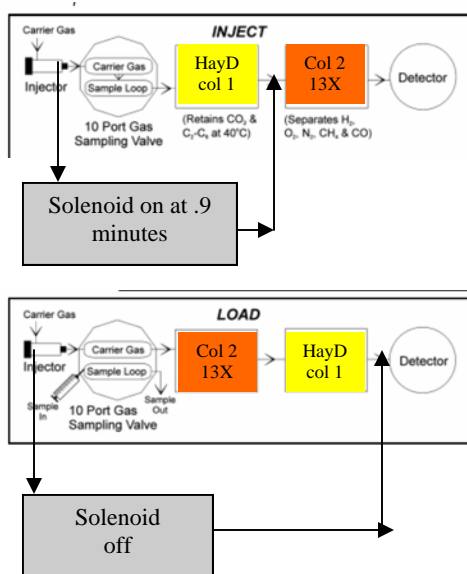 INJECT
Carrier Gas
Injector
Carrier Gas
Sample Loop
10 Port Gas
Sampling Valve
HayD
col 1
(Retains CO₂ &
C₂-C₆ at 40°C)
Col 2
13X
(Separates H₂,
O₂, N₂, CH₄ & CO)
Detector
Solenoid on at .9
minutes
LOAD
Carrier Gas
Injector
Carrier Gas
Sample Loop
Sample
In
Sample
Out
10 Port Gas
Sampling Valve
Col 2
13X
HayD
col 1
Detector
Solenoid
off